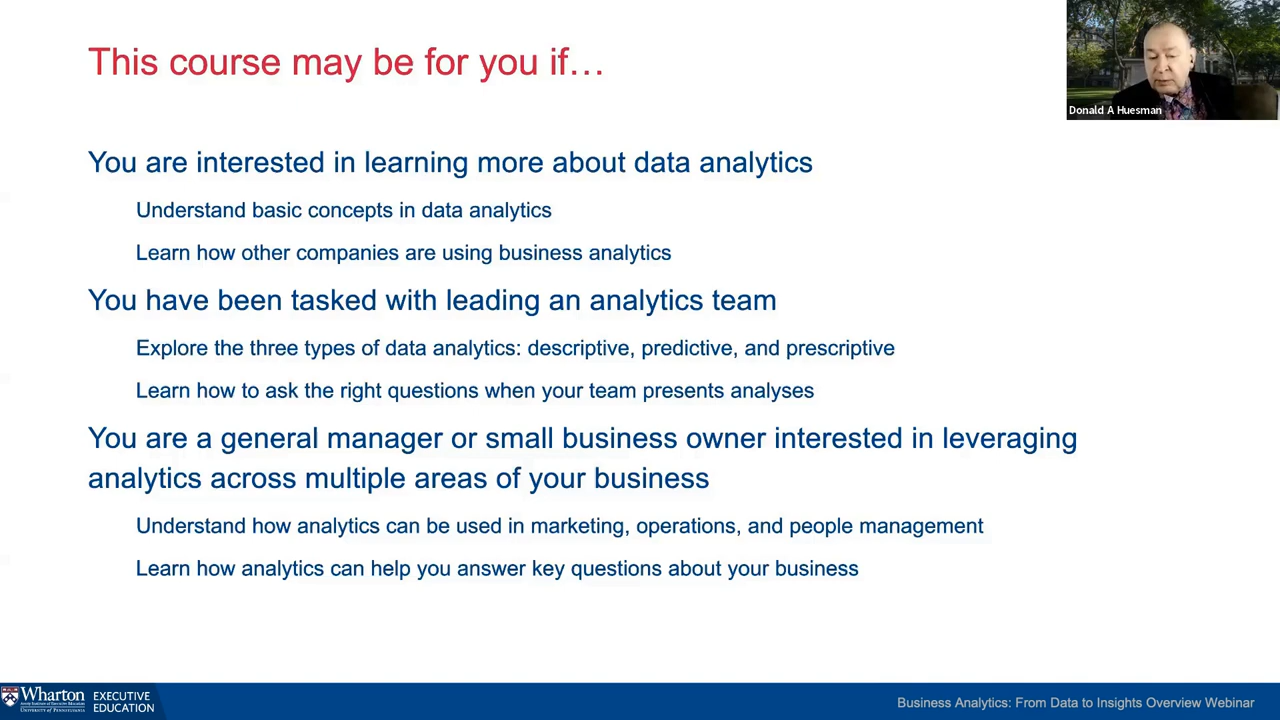 This course may be for you if…
Donald A Huesman
You are interested in learning more about data analytics
Understand basic concepts in data analytics
Learn how other companies are using business analytics
You have been tasked with leading an analytics team
Explore the three types of data analytics: descriptive, predictive, and prescriptive
Learn how to ask the right questions when your team presents analyses
You are a general manager or small business owner interested in leveraging
analytics across multiple areas of your business
Understand how analytics can be used in marketing, operations, and people management
Learn how analytics can help you answer key questions about your business
Wharton
Aresty Institute of Executive Education
UNIVERSITY of PENNSYLVANIA
EXECUTIVE
EDUCATION
Business Analytics: From Data to Insights Overview Webinar